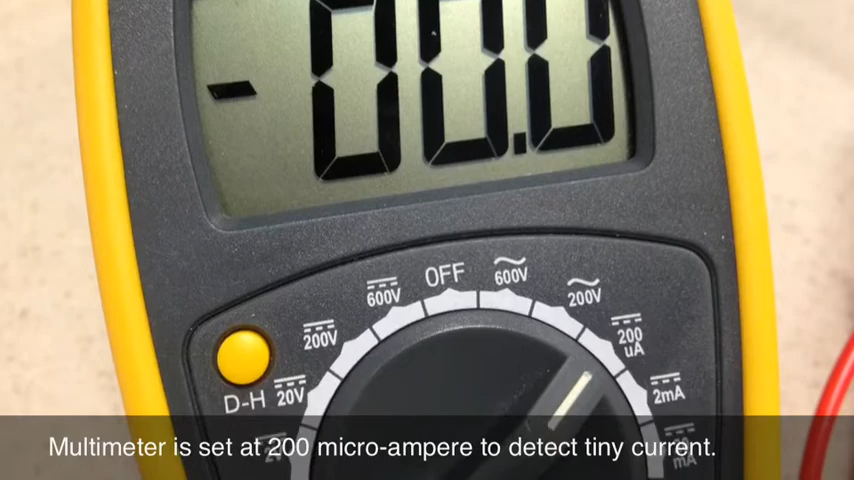 -00.0
OFF
600V
600V
200V
200V
200
uA
20V
2mA
D-H
2V
mA
Multimeter is set at 200 micro-ampere to detect tiny current.